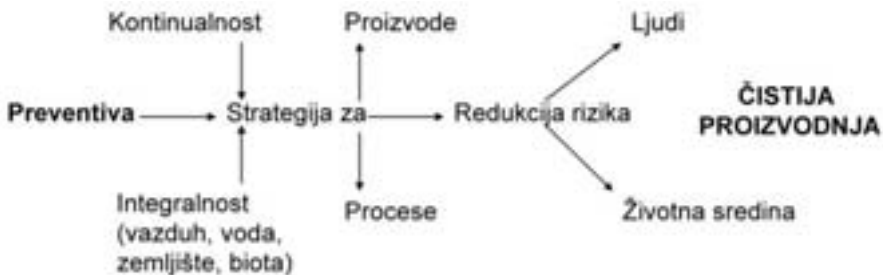 Kontinualnost
Proizvode
Ljudi
Preventiva
Strategija za
Redukcija rizika
ČISTIJA
PROIZVODNJA
Integralnost
(vazduh, voda,
zemljište, biota)
Procese
Životna sredina